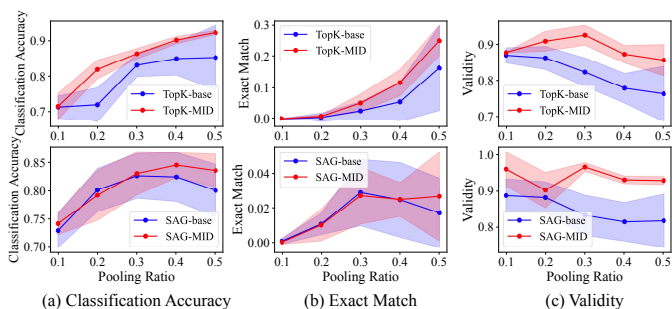 Classification Accuracy
0.9
0.8
0.7
TopK-base
TopK-MID
0.1 0.2 0.3 0.4 0.5
Exact Match
0.3
0.2
0.1
0.0
TopK-base
TopK-MID
0.1 0.2 0.3 0.4 0.5
Validity
0.9
0.8
0.7
TopK-base
TopK-MID
0.1 0.2 0.3 0.4 0.5
Classification Accuracy
0.85
0.80
0.75
0.70
SAG-base
SAG-MID
0.1 0.2 0.3 0.4 0.5
Pooling Ratio
Exact Match
0.04
0.02
0.00
SAG-base
SAG-MID
0.1 0.2 0.3 0.4 0.5
Pooling Ratio
Validity
1.0
0.9
0.8
SAG-base
SAG-MID
0.1 0.2 0.3 0.4 0.5
Pooling Ratio
(a) Classification Accuracy
(b) Exact Match
(c) Validity